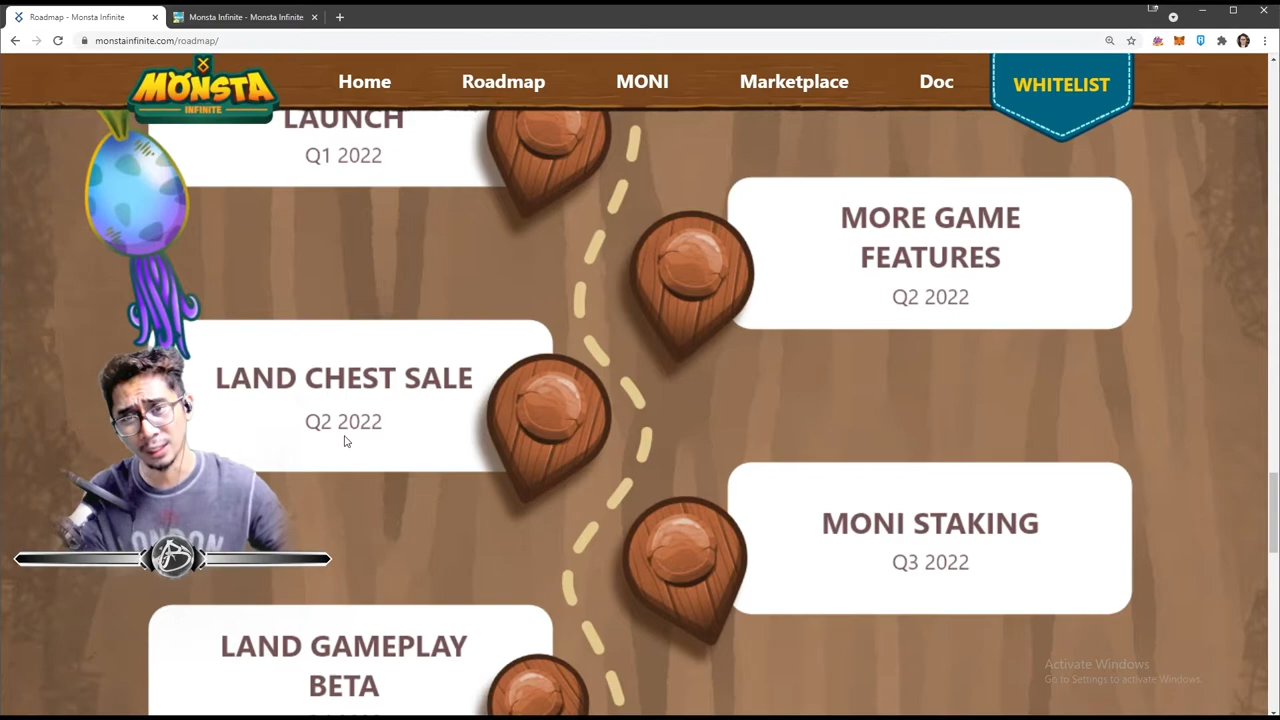 Roadmap - Monsta Infinite
Monsta Infinite - Monsta Infinite
monstainfinite.com/roadmap/
MONSTA
INFINITE
Home
Roadmap
MONI
Marketplace
Doc
WHITELIST
LAUNCH
Q1 2022
MORE GAME
FEATURES
Q2 2022
LAND CHEST SALE
Q2 2022
MONI STAKING
Q3 2022
LONDON
LAND GAMEPLAY
BETA
Activate Windows
Go to Settings to activate Windows.